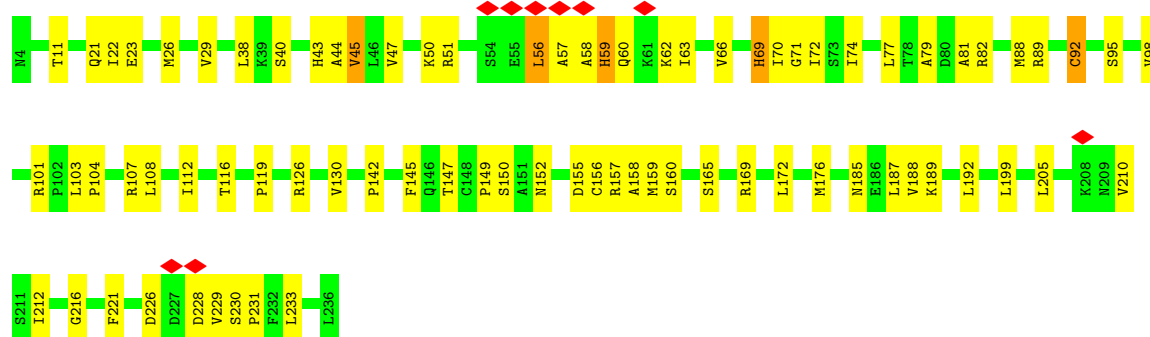 N4 T11 Q21 I22 E23 M26 V29 L38 K39 S40 H43 A44 V45 L46 V47 K50 R51 S54 E55 L56 A57 A58 H59 Q60 K61 K62 I63 V66 H69 I70 G71 I72 S73 I74 L77 T78 A79 D80 A81 R82 M88 R89 C92 S95 V98
R101 P102 L103 P104 R107 L108 I112 T116 P119 R126 V130 P142 F145 Q146 T147 C148 P149 S150 A151 N152 D155 C156 R157 A158 M159 S160 S165 R169 L172 M176 N185 E186 L187 V188 K189 L192 L199 L205 K208 N209 V210
S211 I212 G216 F221 D226 D227 D228 V229 S230 P231 F232 L233 L236